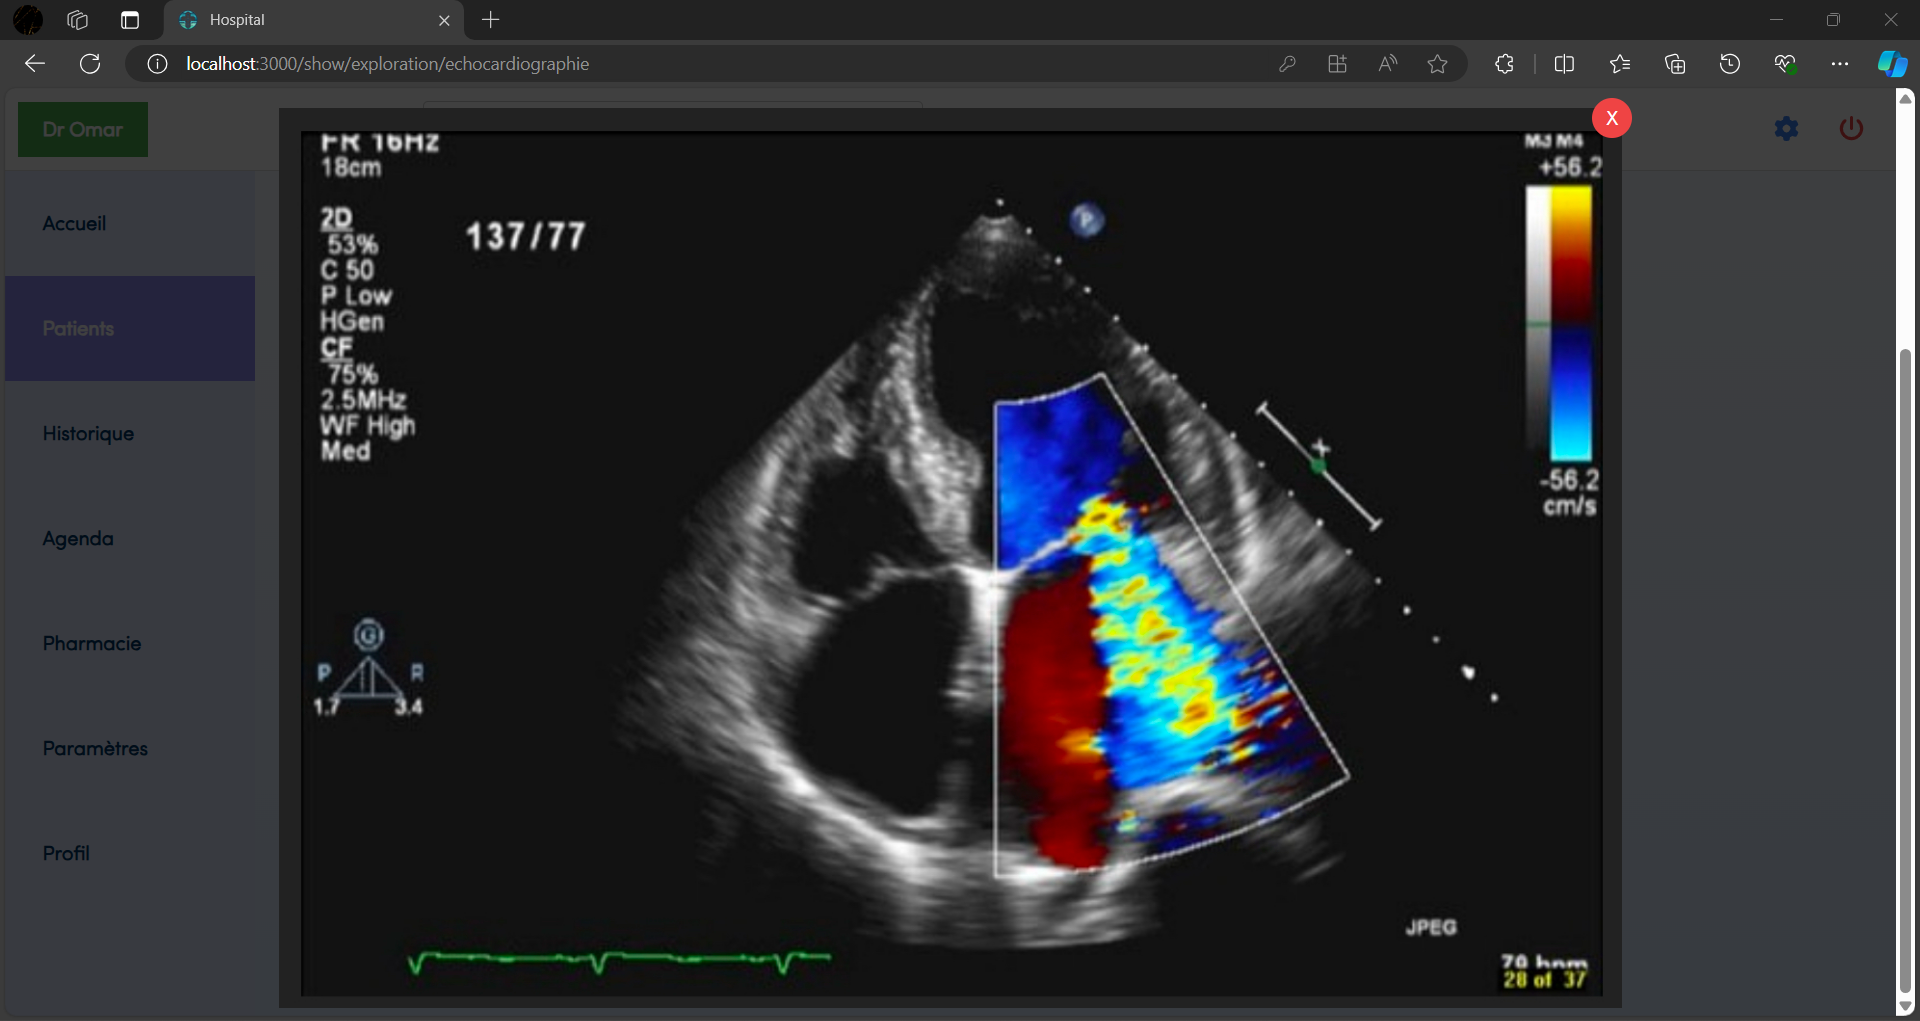 Hospital
localhost:3000/show/exploration/echocardiographie
Dr Omar
X
Accueil
Patients
Historique
Agenda
Pharmacie
Paramètres
Profil
FR 16Hz
18cm
2D
53%
C 50
P Low
HGen
CF
75%
2.5MHz
WF High
Med
137/77
P
M3 M4
+56.2
-56.2
cm/s
G
P R
1.7 3.4
JPEG
79 bpm
28 of 37